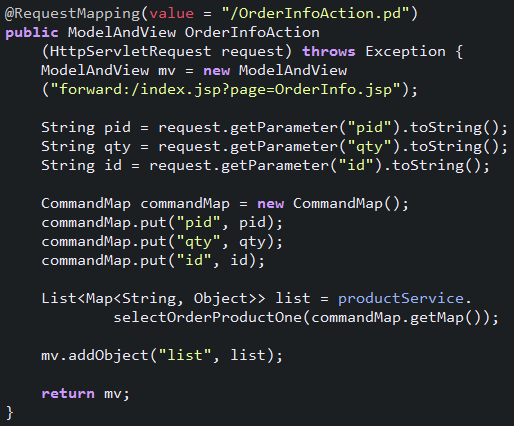 @RequestMapping(value = "/OrderInfoAction.pd")
public ModelAndView OrderInfoAction
    (HttpServletRequest request) throws Exception {
    ModelAndView mv = new ModelAndView
    ("forward:/index.jsp?page=OrderInfo.jsp");

    String pid = request.getParameter("pid").toString();
    String qty = request.getParameter("qty").toString();
    String id = request.getParameter("id").toString();

    CommandMap commandMap = new CommandMap();
    commandMap.put("pid", pid);
    commandMap.put("qty", qty);
    commandMap.put("id", id);

    List<Map<String, Object>> list = productService.
            selectOrderProductOne(commandMap.getMap());

    mv.addObject("list", list);

    return mv;
}